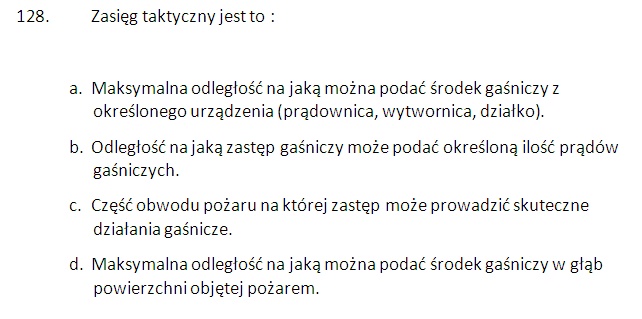 128. Zasięg taktyczny jest to :
a. Maksymalna odległość na jaką można podać środek gaśniczy z
określonego urządzenia (prądownica, wytwornica, działko).
b. Odległość na jaką zastęp gaśniczy może podać określoną ilość prądów
gaśniczych.
c. Część obwodu pożaru na której zastęp może prowadzić skuteczne
działania gaśnicze.
d. Maksymalna odległość na jaką można podać środek gaśniczy w głąb
powierzchni objętej pożarem.